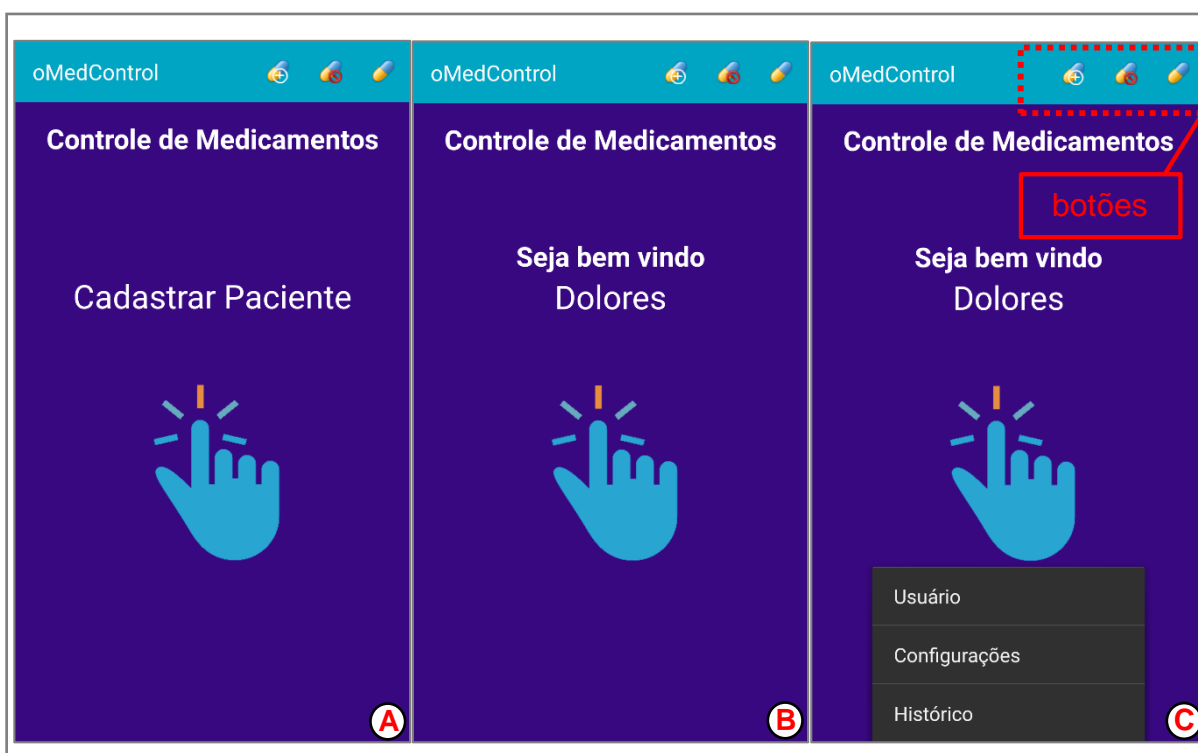 oMedControl
Controle de Medicamentos
Cadastrar Paciente
A
oMedControl
Controle de Medicamentos
Seja bem vindo
Dolores
B
oMedControl
Controle de Medicamentos
botões
Seja bem vindo
Dolores
Usuário
Configurações
Histórico
C